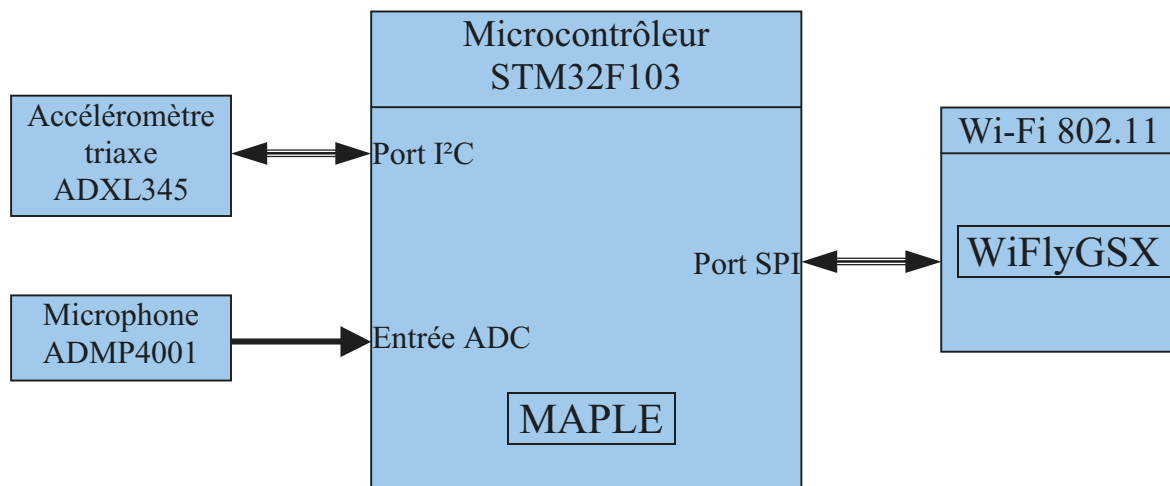 Microcontrôleur
STM32F103
Accéléromètre
triaxe
ADXL345
Port I²C
Wi-Fi 802.11
WiFlyGSX
Port SPI
Microphone
ADMP4001
Entrée ADC
MAPLE